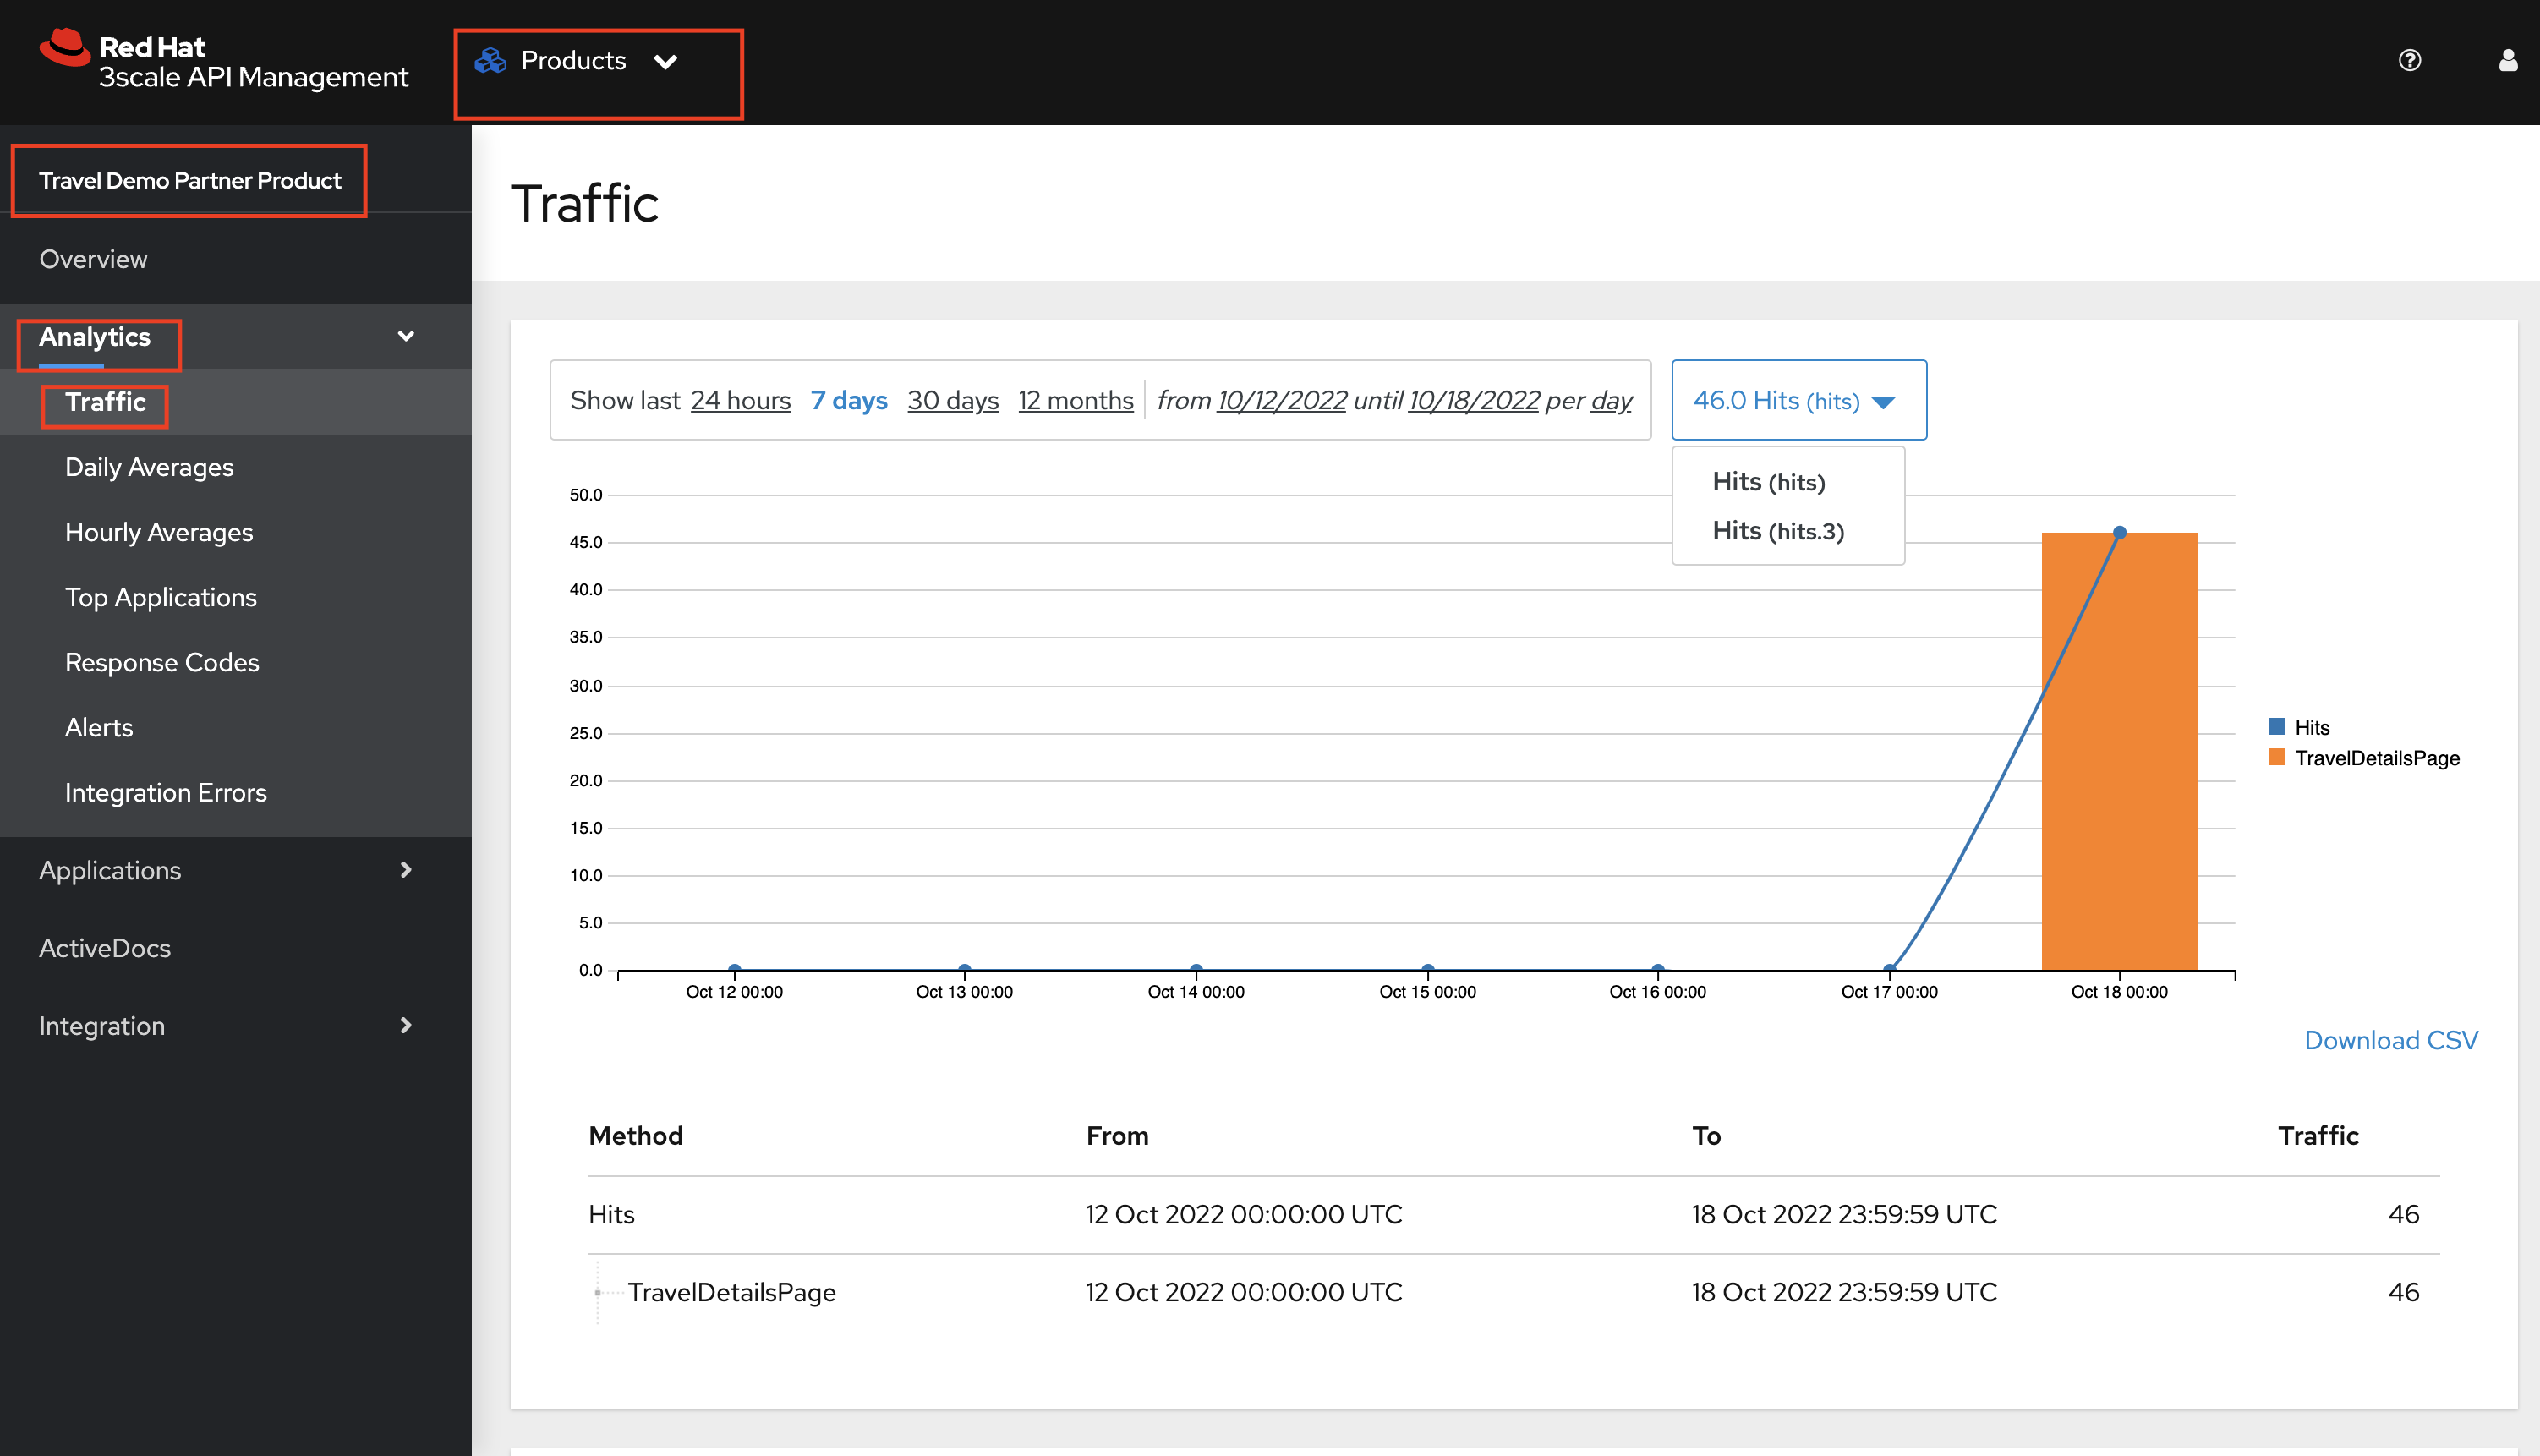 Red Hat
3scale API Management
Products
Travel Demo Partner Product
Overview
Analytics
Traffic
Daily Averages
Hourly Averages
Top Applications
Response Codes
Alerts
Integration Errors
Applications
ActiveDocs
Integration
Traffic
Show last 24 hours 7 days 30 days 12 months from 10/12/2022 until 10/18/2022 per day
46.0 Hits (hits)
Hits (hits)
Hits (hits.3)
50.0
45.0
40.0
35.0
30.0
25.0
20.0
15.0
10.0
5.0
0.0
Oct 12 00:00 Oct 13 00:00 Oct 14 00:00 Oct 15 00:00 Oct 16 00:00 Oct 17 00:00 Oct 18 00:00
Hits
TravelDetailsPage
Download CSV
Method From To Traffic
Hits 12 Oct 2022 00:00:00 UTC 18 Oct 2022 23:59:59 UTC 46
TravelDetailsPage 12 Oct 2022 00:00:00 UTC 18 Oct 2022 23:59:59 UTC 46